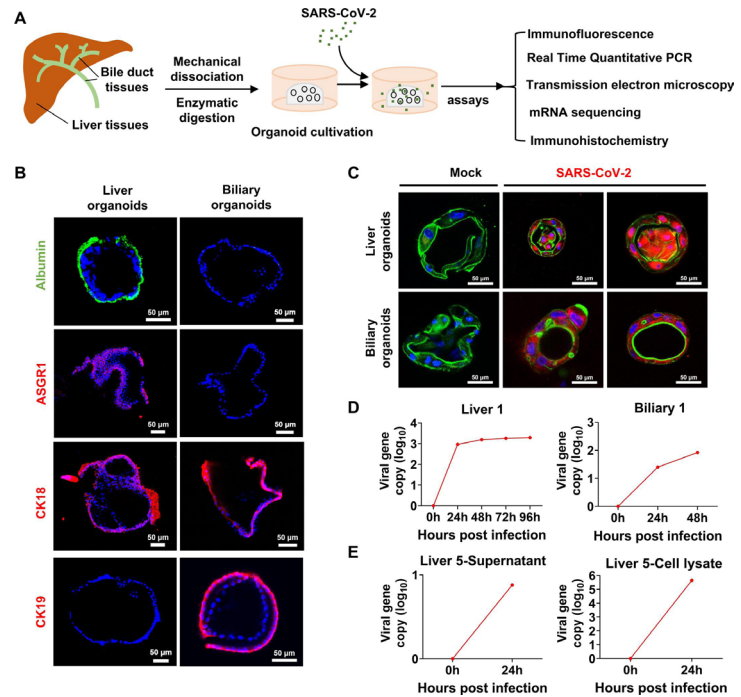 A
SARS-CoV-2
Bile duct
tissues
Liver tissues
Mechanical
dissociation
Enzymatic
digestion
Organoid cultivation
assays
Immunofluorescence
Real Time Quantitative PCR
Transmission electron microscopy
mRNA sequencing
Immunohistochemistry
B
Liver
organoids
Biliary
organoids
Albumin
50 μm
50 μm
ASGR1
50 μm
50 μm
CK18
50 μm
50 μm
CK19
50 μm
50 μm
C
Mock
SARS-CoV-2
Liver
organoids
50 μm
50 μm
50 μm
Biliary
organoids
50 μm
50 μm
50 μm
D
Liver 1
Viral gene
copy (log10)
4
3
2
1
0
0h 24h 48h 72h 96h
Hours post infection
Biliary 1
Viral gene
copy (log10)
3
2
1
0
0h 24h 48h
Hours post infection
E
Liver 5-Supernatant
Viral gene
copy (log10)
1
0
0h 24h
Hours post infection
Liver 5-Cell lysate
Viral gene
copy (log10)
6
5
4
3
2
1
0
0h 24h
Hours post infection